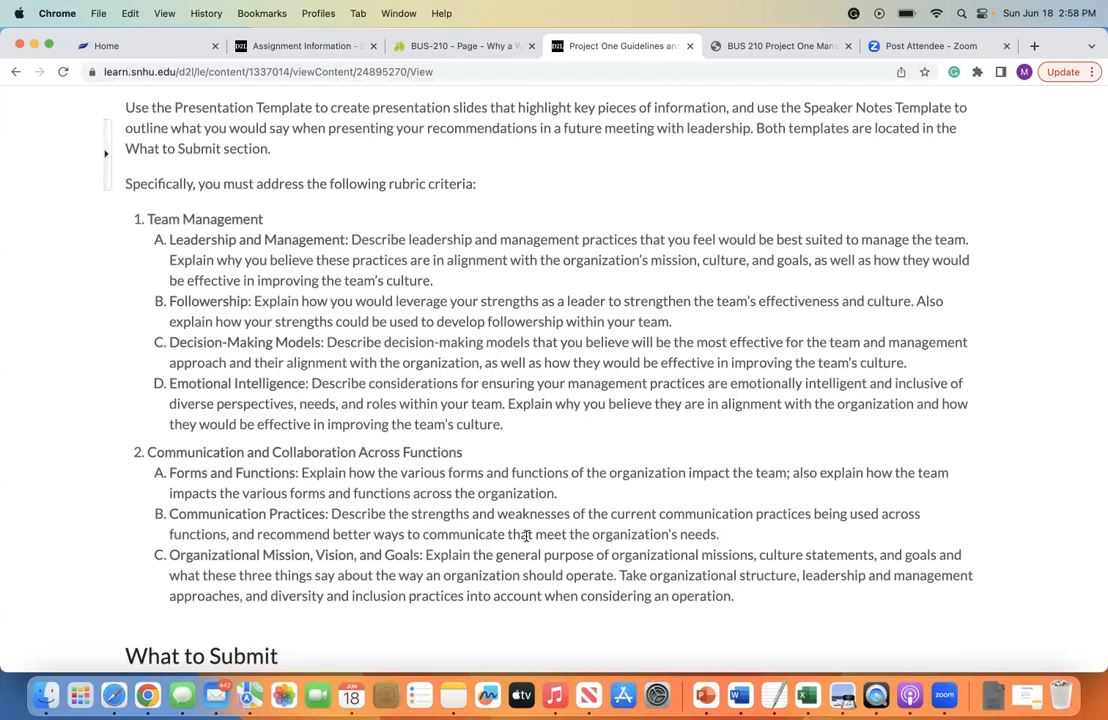 Chrome File Edit View History Bookmarks Profiles Tab Window Help Sun Jun 18 2:58 PM
Home D2L Assignment Information - BUS-210 - Page - Why a W D2L Project One Guidelines and BUS 210 Project One Man Post Attendee - Zoom
learn.snhu.edu/d2l/le/content/1337014/viewContent/24895270/View M Update
Use the Presentation Template to create presentation slides that highlight key pieces of information, and use the Speaker Notes Template to
outline what you would say when presenting your recommendations in a future meeting with leadership. Both templates are located in the
What to Submit section.
Specifically, you must address the following rubric criteria:
1. Team Management
A. Leadership and Management: Describe leadership and management practices that you feel would be best suited to manage the team.
Explain why you believe these practices are in alignment with the organization's mission, culture, and goals, as well as how they would
be effective in improving the team's culture.
B. Followership: Explain how you would leverage your strengths as a leader to strengthen the team's effectiveness and culture. Also
explain how your strengths could be used to develop followership within your team.
C. Decision-Making Models: Describe decision-making models that you believe will be the most effective for the team and management
approach and their alignment with the organization, as well as how they would be effective in improving the team's culture.
D. Emotional Intelligence: Describe considerations for ensuring your management practices are emotionally intelligent and inclusive of
diverse perspectives, needs, and roles within your team. Explain why you believe they are in alignment with the organization and how
they would be effective in improving the team's culture.
2. Communication and Collaboration Across Functions
A. Forms and Functions: Explain how the various forms and functions of the organization impact the team; also explain how the team
impacts the various forms and functions across the organization.
B. Communication Practices: Describe the strengths and weaknesses of the current communication practices being used across
functions, and recommend better ways to communicate that meet the organization's needs.
C. Organizational Mission, Vision, and Goals: Explain the general purpose of organizational missions, culture statements, and goals and
what these three things say about the way an organization should operate. Take organizational structure, leadership and management
approaches, and diversity and inclusion practices into account when considering an operation.
What to Submit
JUN
18
tv
zoom